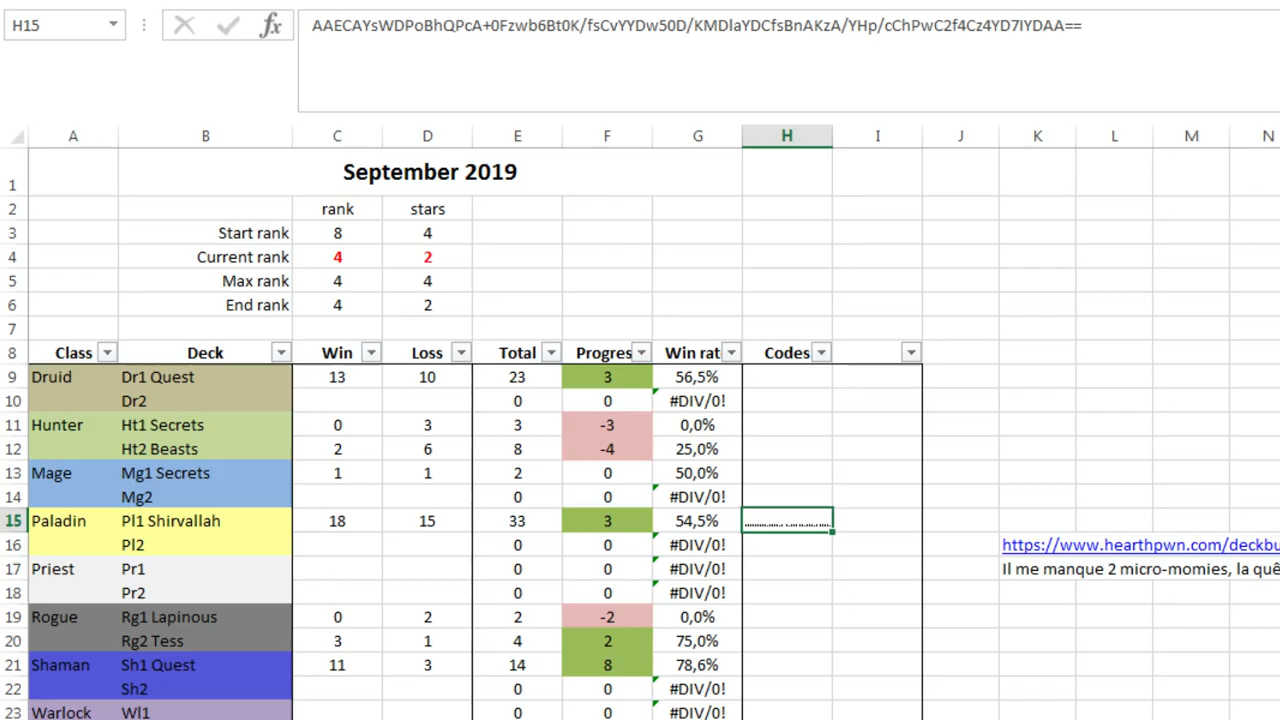 H15 fx AAECAYsWDPoBhQPcA+0Fzwb6Bt0K/fsCvYYDw50D/KMDlaYDCfsBnAKzA/YHp/cChPwC2f4Cz4YD7IYDAA==
A B C D E F G H I J K L M N
1 September 2019
2 rank stars
3 Start rank 8 4
4 Current rank 4 2
5 Max rank 4 4
6 End rank 4 2
7
8 Class Deck Win Loss Total Progres Win rat Codes
9 Druid Dr1 Quest 13 10 23 3 56,5%
10 Dr2 0 0 #DIV/0!
11 Hunter Ht1 Secrets 0 3 3 -3 0,0%
12 Ht2 Beasts 2 6 8 -4 25,0%
13 Mage Mg1 Secrets 1 1 2 0 50,0%
14 Mg2 0 0 #DIV/0!
15 Paladin Pl1 Shirvallah 18 15 33 3 54,5%
16 Pl2 0 0 #DIV/0! https://www.hearthpwn.com/deckbu
17 Priest Pr1 0 0 #DIV/0! Il me manque 2 micro-momies, la quê
18 Pr2 0 0 #DIV/0!
19 Rogue Rg1 Lapinous 0 2 2 -2 0,0%
20 Rg2 Tess 3 1 4 2 75,0%
21 Shaman Sh1 Quest 11 3 14 8 78,6%
22 Sh2 0 0 #DIV/0!
23 Warlock Wl1 0 0 #DIV/0!